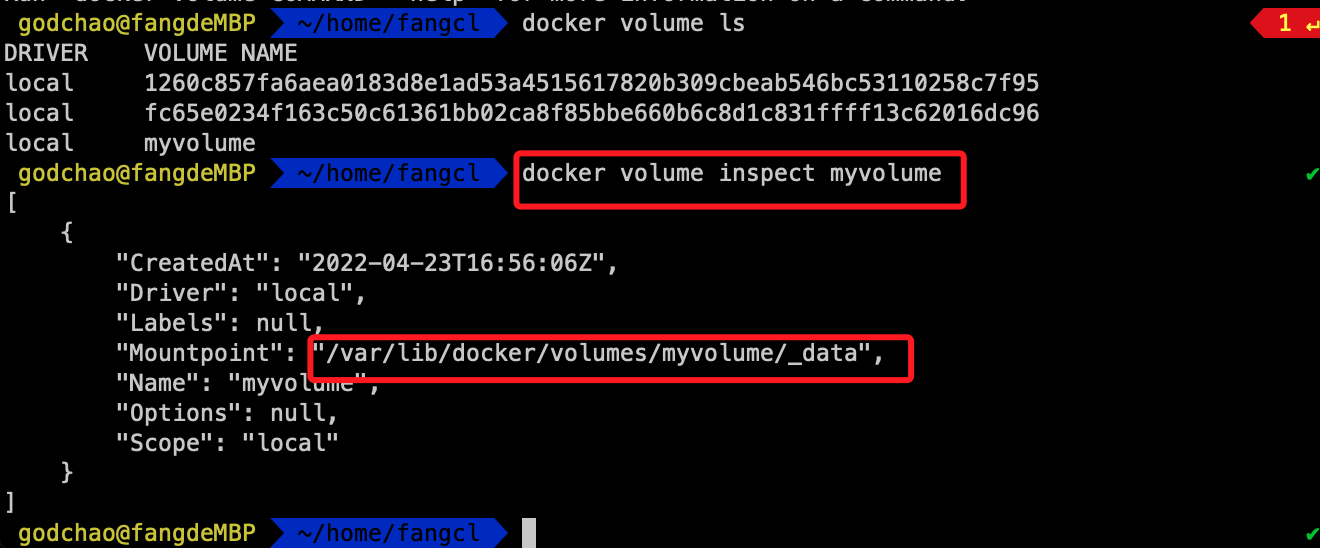 godchao@fangdeMBP ~/home/fangcl docker volume ls 1 ↵
DRIVER VOLUME NAME
local 1260c857fa6aea0183d8e1ad53a4515617820b309cbeab546bc53110258c7f95
local fc65e0234f163c50c61361bb02ca8f85bbe660b6c8d1c831ffff13c62016dc96
local myvolume
godchao@fangdeMBP ~/home/fangcl docker volume inspect myvolume ✔
[
{
"CreatedAt": "2022-04-23T16:56:06Z",
"Driver": "local",
"Labels": null,
"Mountpoint": "/var/lib/docker/volumes/myvolume/_data",
"Name": "myvolume",
"Options": null,
"Scope": "local"
}
]
godchao@fangdeMBP ~/home/fangcl ✔